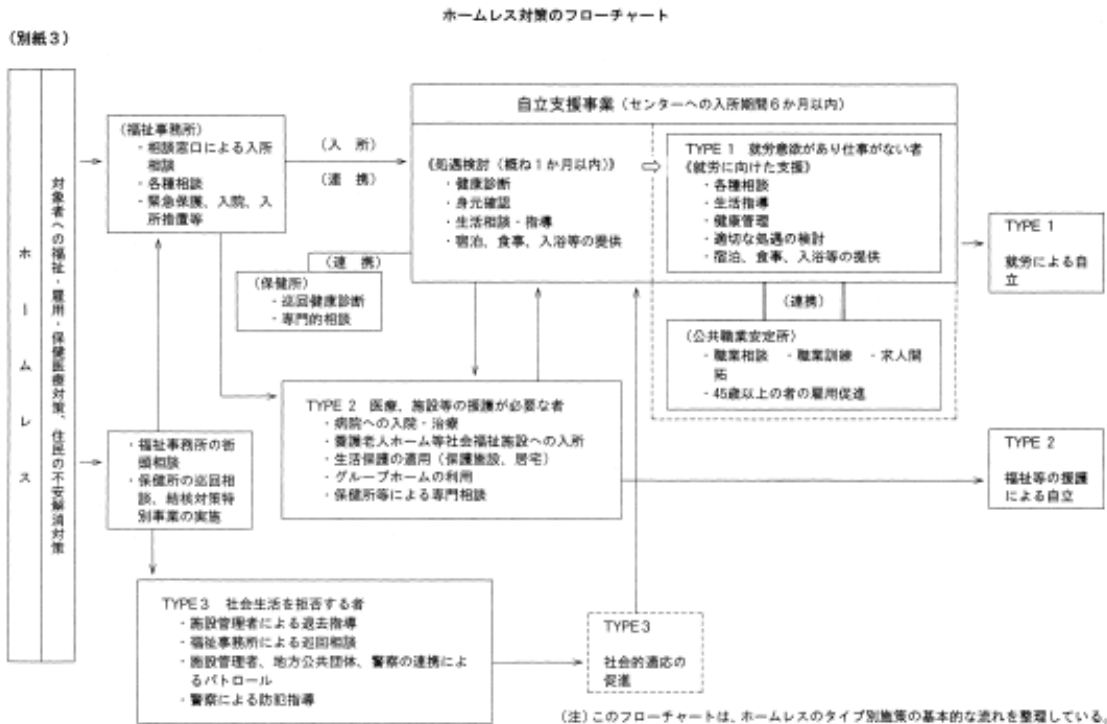 ホームレス対策のフローチャート
(別紙3)
ホームレス
対象者への福祉・雇用・保健医療対策、住民の不安解消対策
(福祉事務所)
・相談窓口による入所
相談
・各種相談
・緊急保護、入院、入
所措置等
(入 所)
(連 携)
自立支援事業(センターへの入所期間6か月以内)
《処遇検討(概ね1か月以内)》
・健康診断
・身元確認
・生活相談・指導
・宿泊、食事、入浴等の提供
TYPE 1 就労意欲があり仕事がない者
《就労に向けた支援》
・各種相談
・生活指導
・健康管理
・適切な処遇の検討
・宿泊、食事、入浴等の提供
TYPE 1
就労による自
立
(連 携)
(保健所)
・巡回健康診断
・専門的相談
(連携)
(公共職業安定所)
・職業相談 ・職業訓練 ・求人開
拓
・45歳以上の者の雇用促進
TYPE 2 医療、施設等の援護が必要な者
・病院への入院・治療
・養護老人ホーム等社会福祉施設への入所
・生活保護の適用(保護施設、居宅)
・グループホームの利用
・保健所等による専門相談
・福祉事務所の街
頭相談
・保健所の巡回相
談、結核対策特
別事業の実施
TYPE 2
福祉等の援護
による自立
TYPE3 社会生活を拒否する者
・施設管理者による退去指導
・福祉事務所による巡回相談
・施設管理者、地方公共団体、警察の連携によ
るパトロール
・警察による防犯指導
TYPE3
社会的適応の
促進
(注)このフローチャートは、ホームレスのタイプ別施策の基本的な流れを整理している。